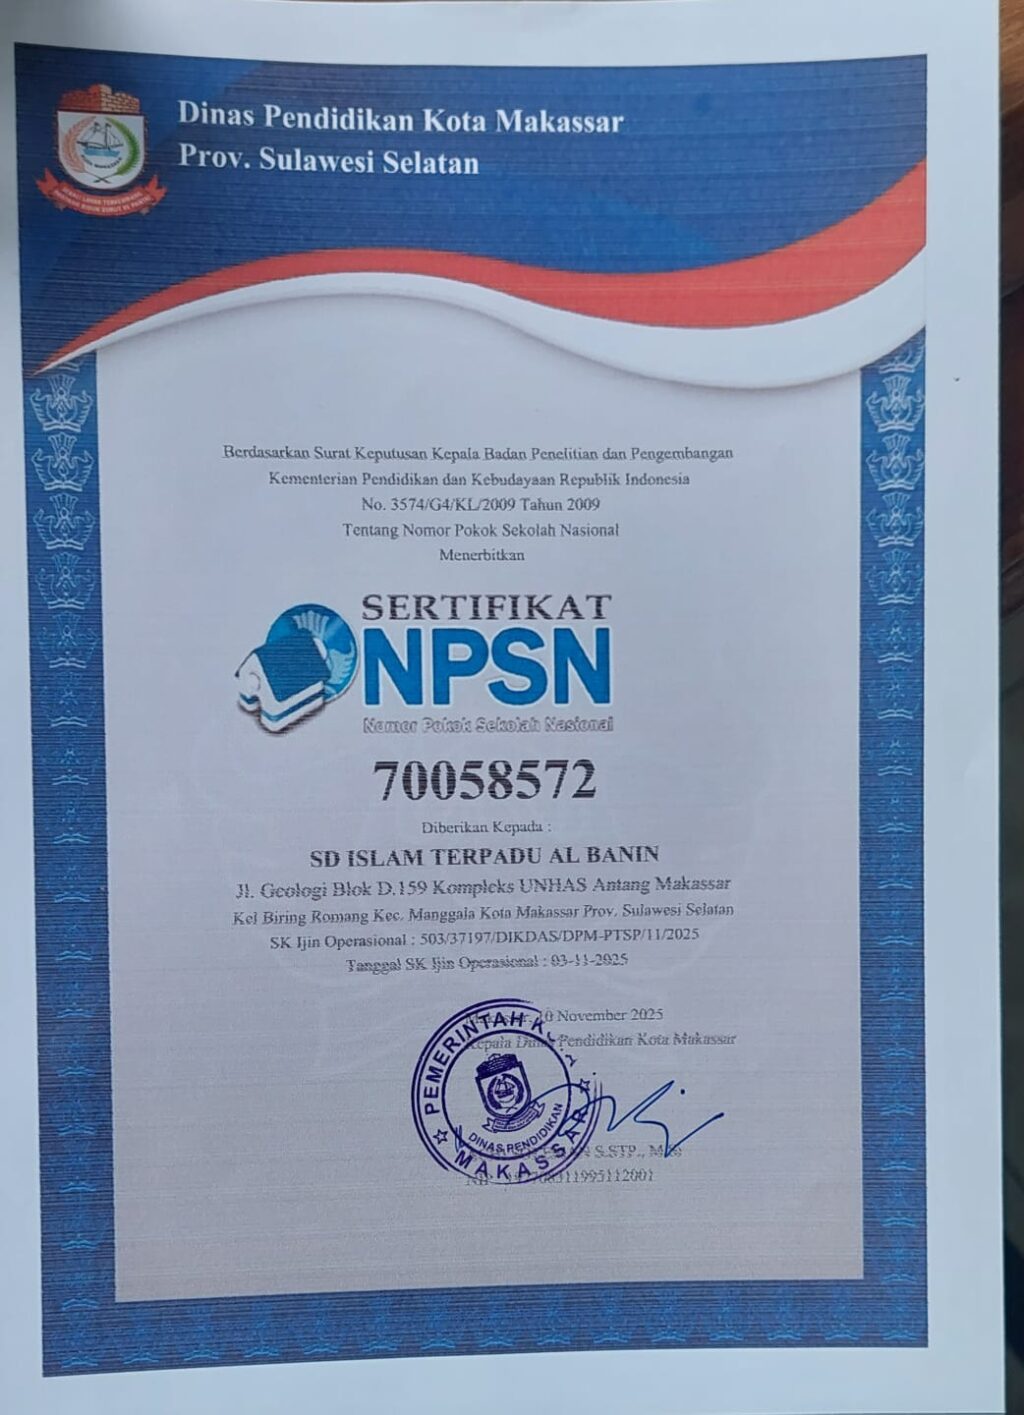 Dinas Pendidikan Kota Makassar
Prov. Sulawesi Selatan
Berdasarkan Surat Keputusan Kepala Badan Penelitian dan Pengembangan
Kementerian Pendidikan dan Kebudayaan Republik Indonesia
No. 3574/G4/KL/2009 Tahun 2009
Tentang Nomor Pokok Sekolah Nasional
Menerbitkan
SERTIFIKAT
NPSN
Nomor Pokok Sekolah Nasional
70058572
Diberikan Kepada :
SD ISLAM TERPADU AL BANIN
Jl. Geologi Blok D.159 Kompleks UNHAS Antang Makassar
Kel Biring Romang Kec. Manggala Kota Makassar Prov. Sulawesi Selatan
SK Ijin Operasional : 503/37197/DIKDAS/DPM-PTSP/11/2025
Tanggal SK Ijin Operasional : 03-11-2025
Makassar, 10 November 2025
Kepala Dinas Pendidikan Kota Makassar
PEMERINTAH
DINAS PENDIDIKAN
MAKASSAR
S.STP.,